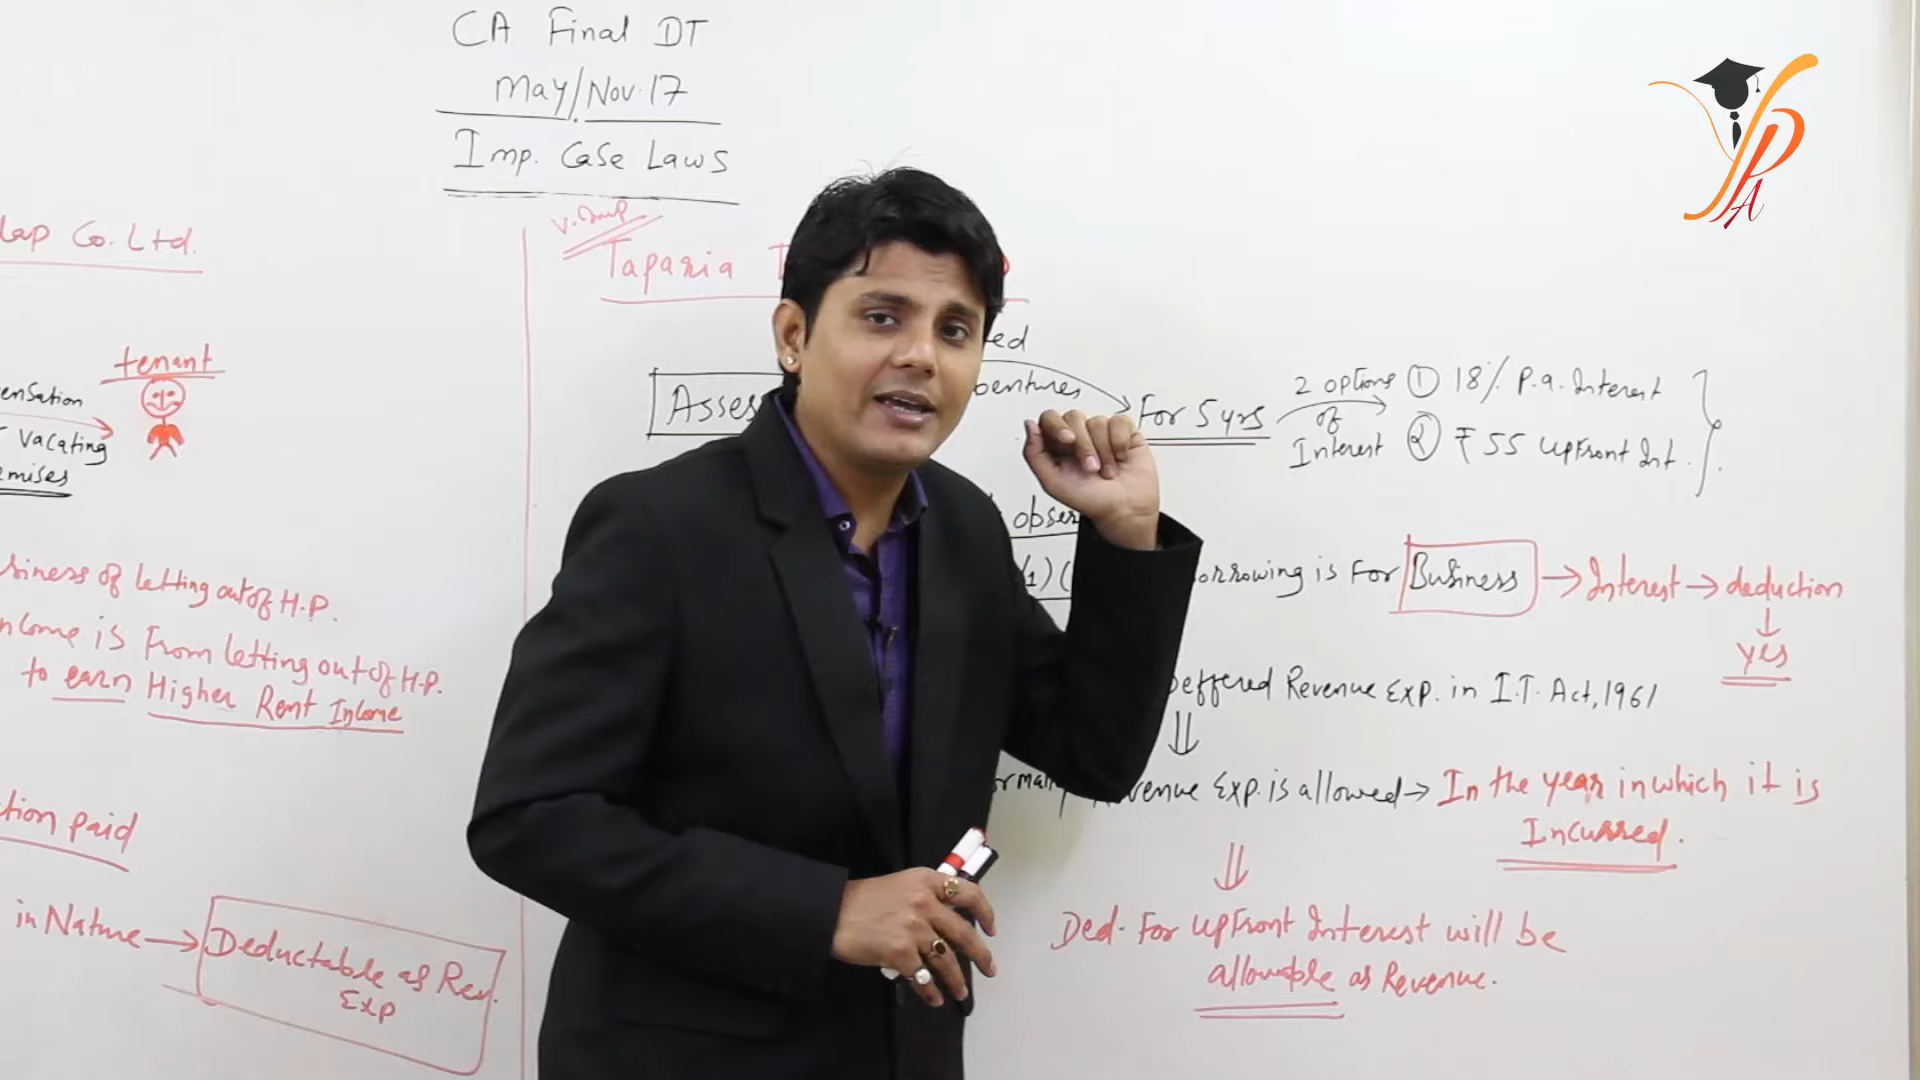 CA Final DT
May/Nov.17
Imp. Case Laws
Co. Ltd.
tenant
ensation
vacating
emises
siness of letting out of H.P.
ncome is From letting out of H.P.
to earn Higher Rent Income
tion paid
in Nature → Deductable as Rev.
Exp
V. Imp
Taparia
Asses
ed
bentures
For 5 yrs
2 options
of
Interest
① 18% P.a. Interest
② ₹ 55 UpFront Int.
obser
(1)(
orrowing is For Business → Interest → deduction
↓
Yes
Deffered Revenue Exp. in I.T. Act, 1961
⇓
ormally Revenue Exp. is allowed → In the year in which it is
Incurred.
⇓
Ded. For UpFront Interest will be
allowable as Revenue.
YPA